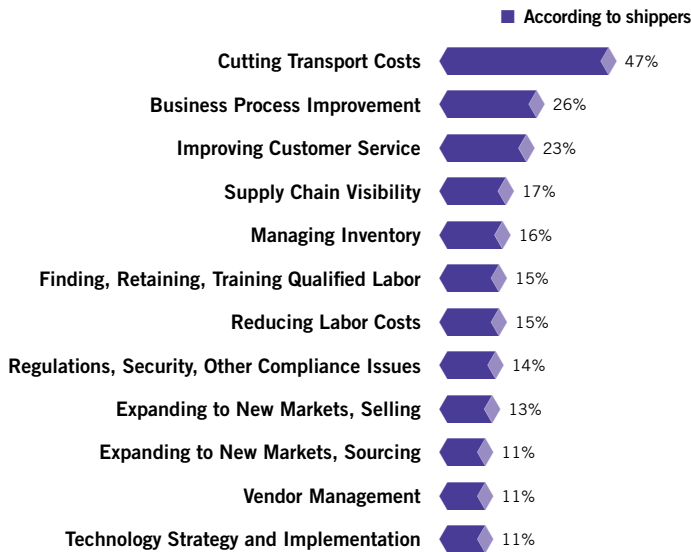 According to shippers
Cutting Transport Costs 47%
Business Process Improvement 26%
Improving Customer Service 23%
Supply Chain Visibility 17%
Managing Inventory 16%
Finding, Retaining, Training Qualified Labor 15%
Reducing Labor Costs 15%
Regulations, Security, Other Compliance Issues 14%
Expanding to New Markets, Selling 13%
Expanding to New Markets, Sourcing 11%
Vendor Management 11%
Technology Strategy and Implementation 11%